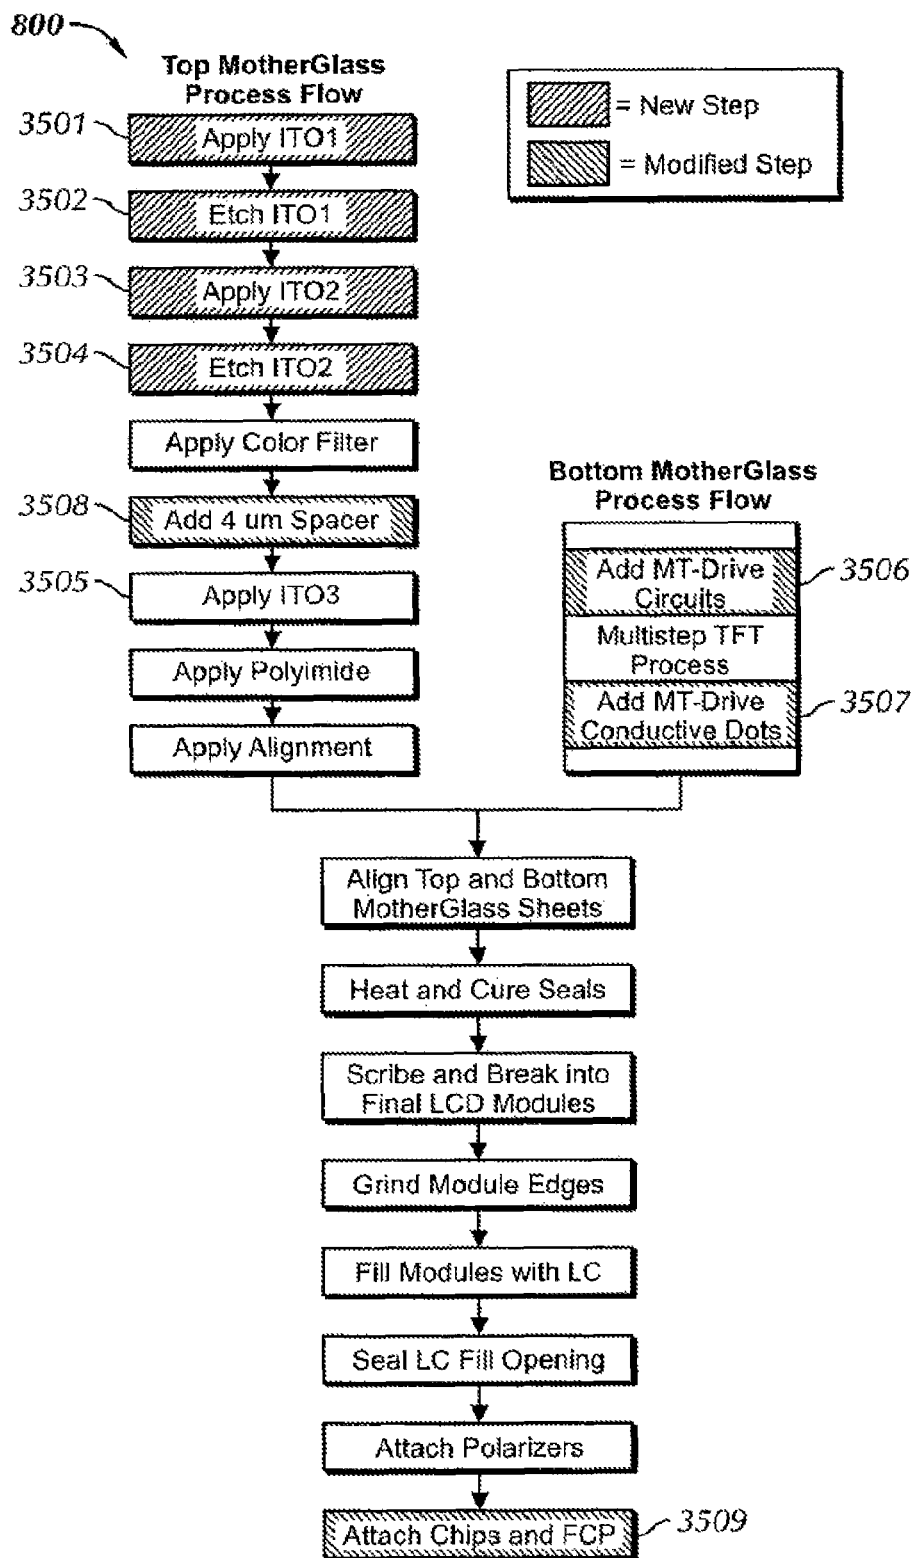 800
Top MotherGlass
Process Flow
3501
Apply ITO1
= New Step
= Modified Step
3502
Etch ITO1
3503
Apply ITO2
3504
Etch ITO2
Apply Color Filter
3508
Add 4 um Spacer
3505
Apply ITO3
Apply Polyimide
Apply Alignment
Bottom MotherGlass
Process Flow
Add MT-Drive
Circuits
3506
Multistep TFT
Process
Add MT-Drive
Conductive Dots
3507
Align Top and Bottom
MotherGlass Sheets
Heat and Cure Seals
Scribe and Break into
Final LCD Modules
Grind Module Edges
Fill Modules with LC
Seal LC Fill Opening
Attach Polarizers
Attach Chips and FCP
3509